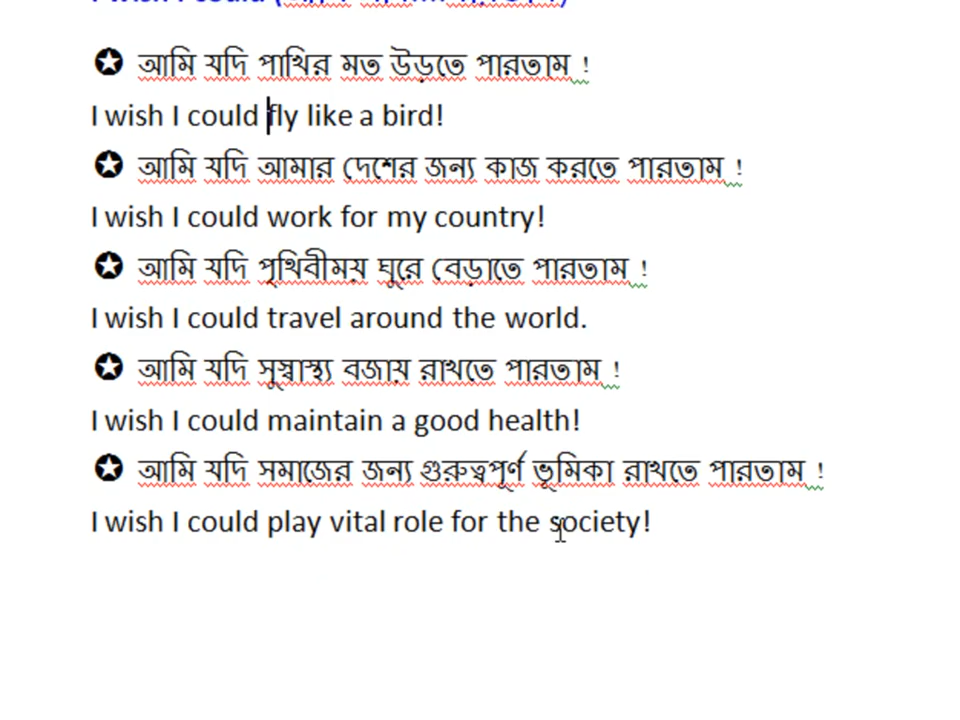 I wish I could
✪ আমি যদি পাখির মত উড়তে পারতাম !
I wish I could fly like a bird!
✪ আমি যদি আমার দেশের জন্য কাজ করতে পারতাম !
I wish I could work for my country!
✪ আমি যদি পৃথিবীময় ঘুরে বেড়াতে পারতাম !
I wish I could travel around the world.
✪ আমি যদি সুস্বাস্থ্য বজায় রাখতে পারতাম !
I wish I could maintain a good health!
✪ আমি যদি সমাজের জন্য গুরুত্বপূর্ণ ভূমিকা রাখতে পারতাম !
I wish I could play vital role for the society!